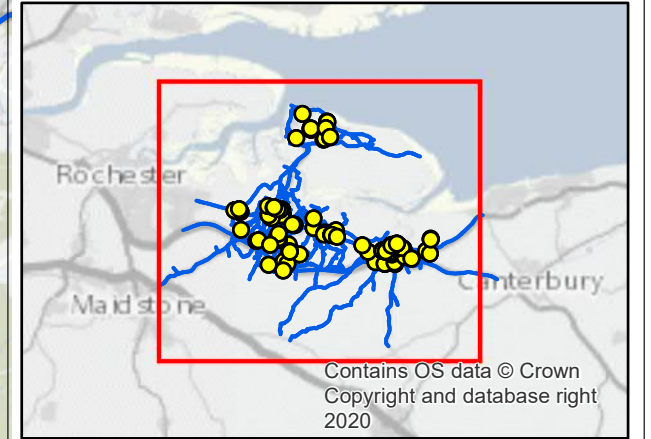 Rochester
Maidstone
Canterbury
Contains OS data © Crown
Copyright and database right
2020